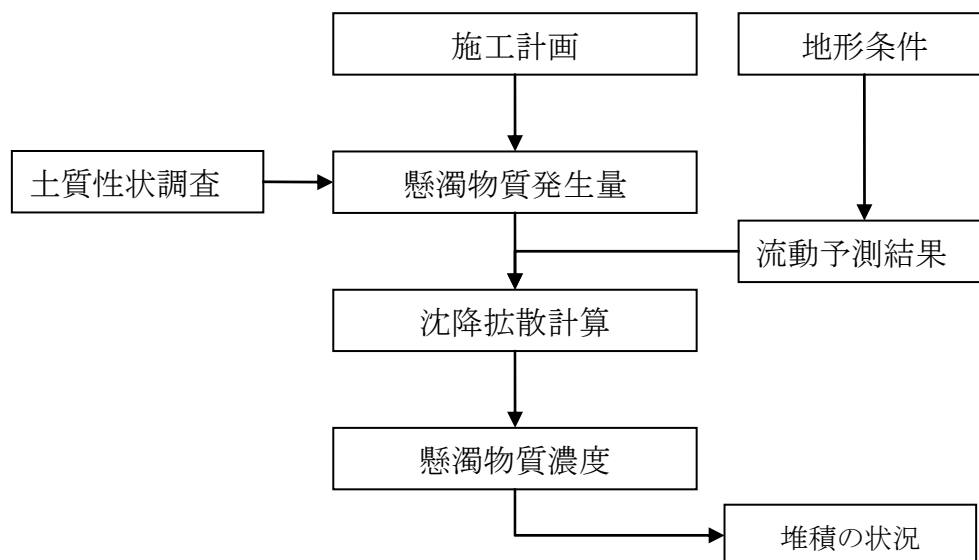 施工計画
地形条件
土質性状調査
懸濁物質発生量
流動予測結果
沈降拡散計算
懸濁物質濃度
堆積の状況